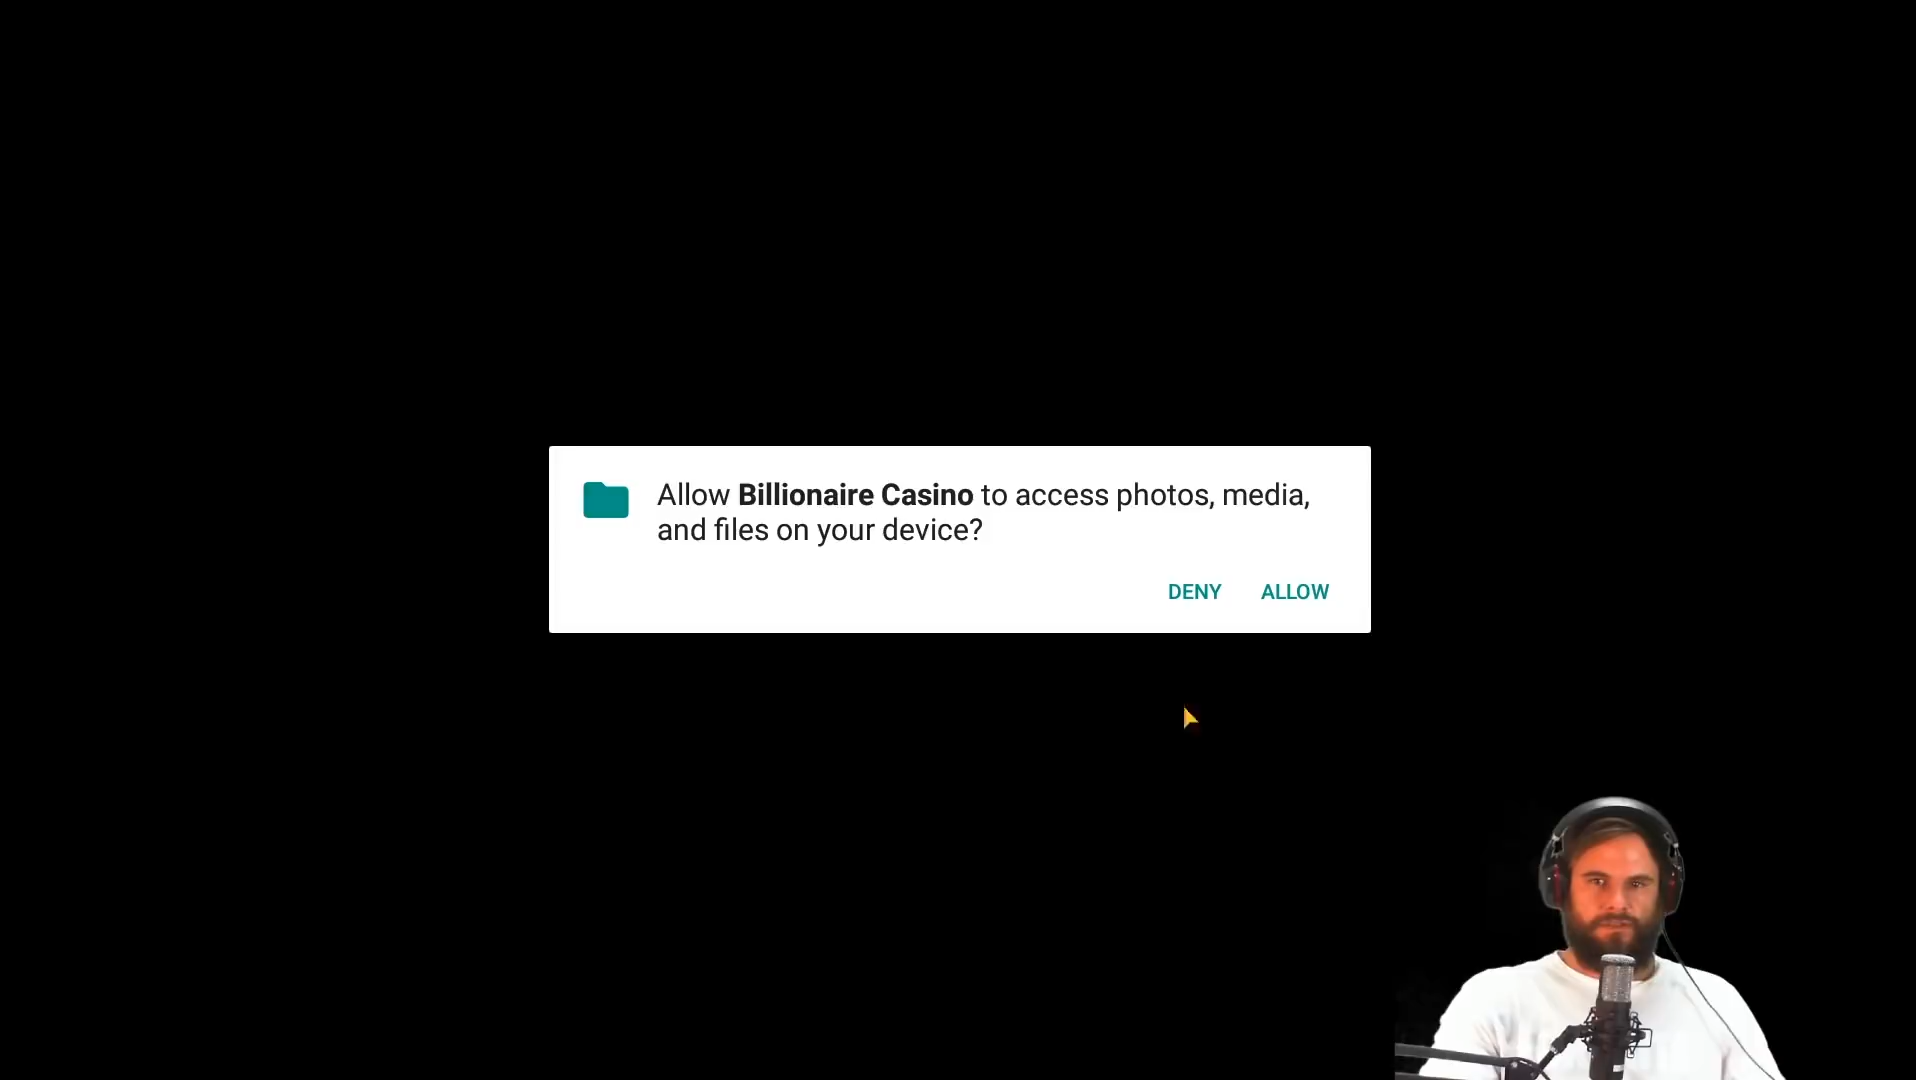 Allow Billionaire Casino to access photos, media,
and files on your device?
DENY ALLOW